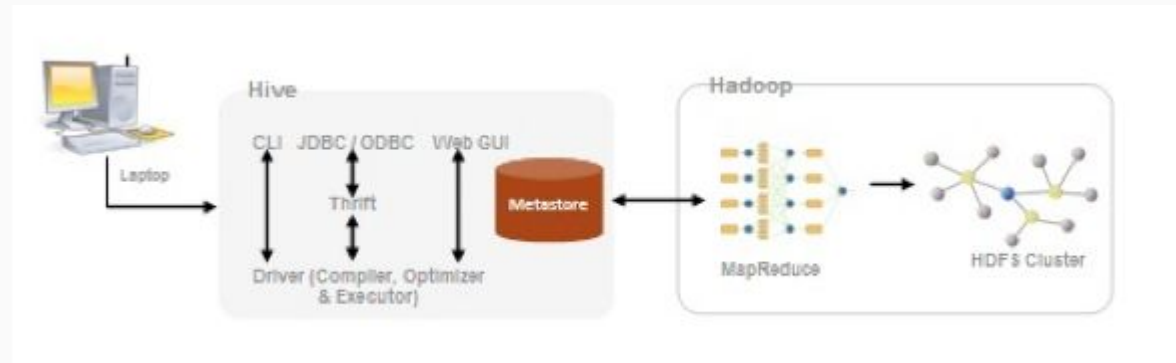 Hive
Hadoop
CLI JDBC / ODBC Web GUI
Laptop
Thrift
Metastore
Driver (Compiler, Optimizer
& Executor)
MapReduce
HDFS Cluster